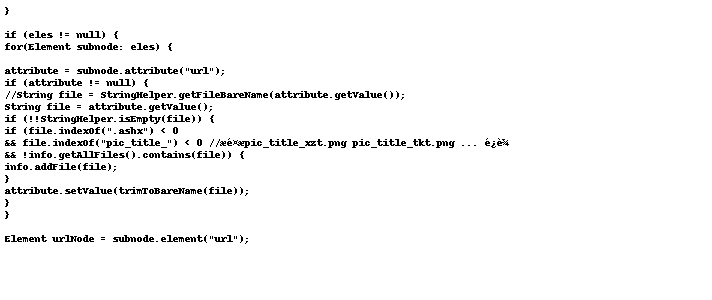 }
if (eles != null) {
for(Element subnode: eles) {
attribute = subnode.attribute("url");
if (attribute != null) {
//String file = StringHelper.getFileBareName(attribute.getValue());
String file = attribute.getValue();
if (!!StringHelper.isEmpty(file)) {
if (file.indexOf(".ashx") < 0
&& file.indexOf("pic_title_") < 0 //æé¤æpic_title_xzt.png pic_title_tkt.png ... é¿è¾
&& !info.getAllFiles().contains(file)) {
info.addFile(file);
}
attribute.setValue(trimToBareName(file));
}
}
Element urlNode = subnode.element("url");